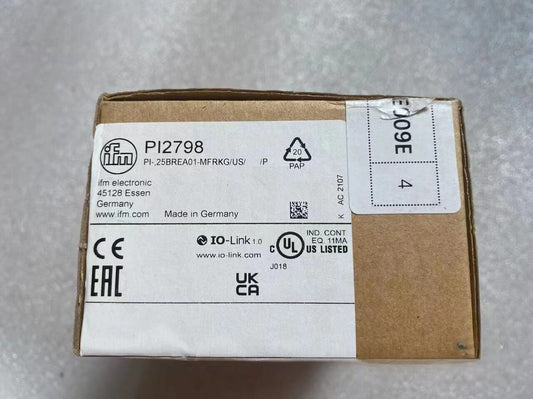 ifm
PI2798
PI-,25BREA01-MFRKG/US/ /P
ifm electronic
45128 Essen
Germany
www.ifm.com Made in Germany
20
PAP
K AC 2107
CE
EAC
IO-Link 1.0
www.io-link.com
C UL US LISTED
IND. CONT
EQ. 11MA
J018
UK
CA
E009E
4